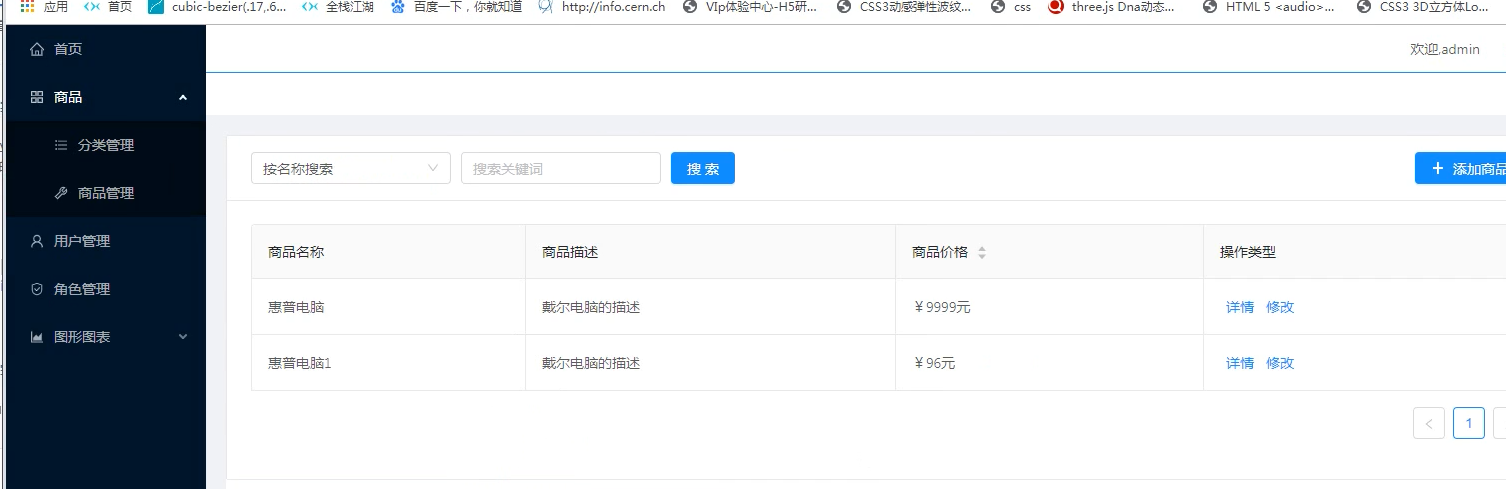 应用 首页 cubic-bezier(.17,.6... 全栈江湖 百度一下，你就知道 http://info.cern.ch VIp体验中心-H5研... CSS3动感弹性波纹... css three.js Dna动态... HTML 5 <audio>... CSS3 3D立方体Lo...
首页
欢迎,admin
商品
分类管理
商品管理
用户管理
角色管理
图形图表
按名称搜索 搜索关键词 搜 索 添加商品
商品名称 商品描述 商品价格 操作类型
惠普电脑 戴尔电脑的描述 ￥9999元 详情 修改
惠普电脑1 戴尔电脑的描述 ￥96元 详情 修改
1